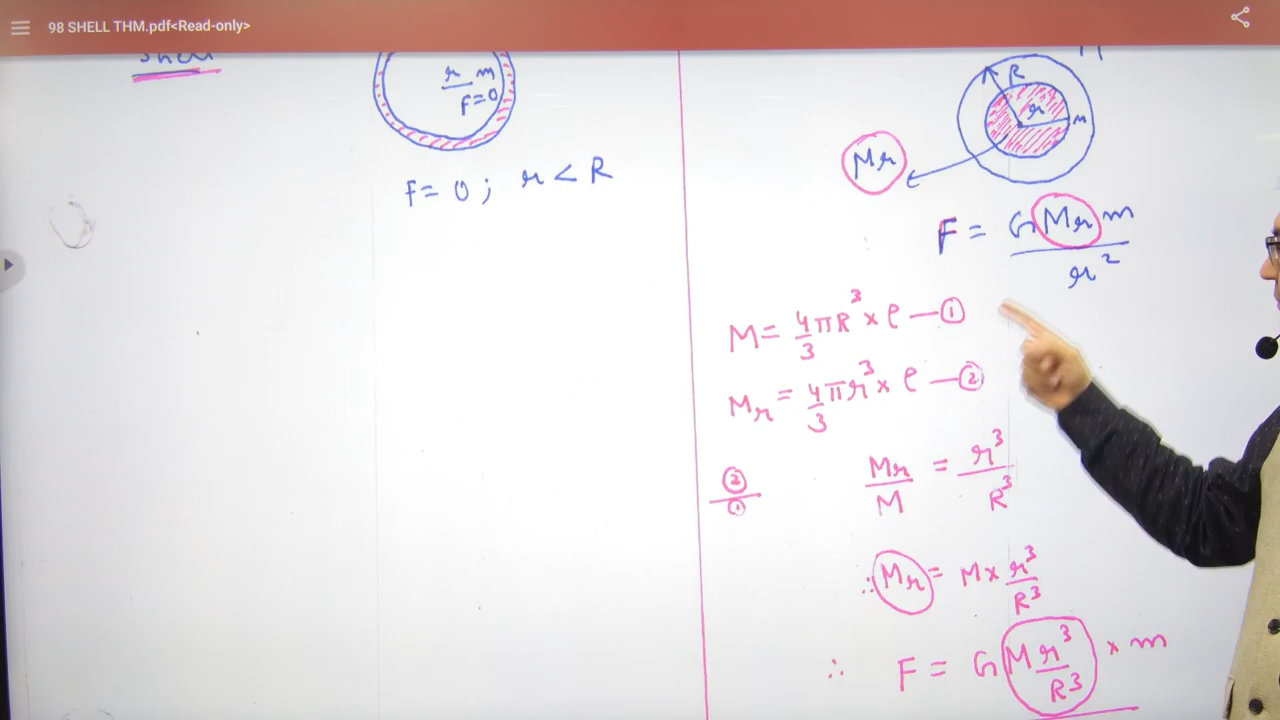 98 SHELL THM.pdf<Read-only>
Shell
r m
F=0
F= 0 ; r < R
R
r
m
Mr
F = G Mr m
r²
M = 4/3 πR³ × ρ —①
Mr = 4/3 πr³ × ρ —②
②/①
Mr/M = r³/R³
∴ Mr = M × r³/R³
∴ F = G M r³/R³ × m